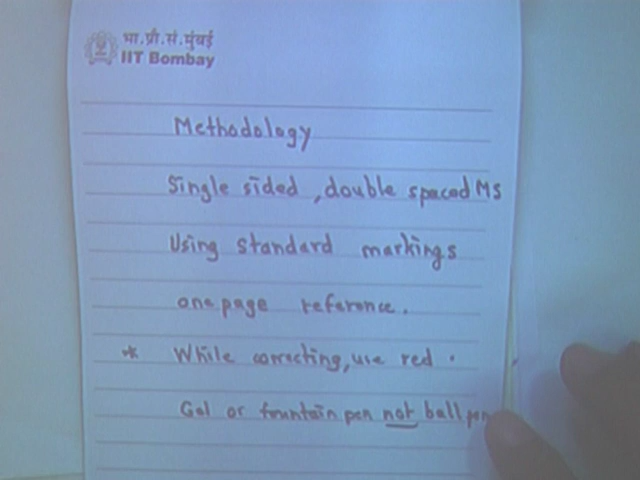 भा.प्रौ.सं.मुंबई
IIT Bombay
Methodology
Single sided, double spaced MS
Using standard markings
one page reference.
* While correcting, use red.
Gel or fountain pen not ball pen